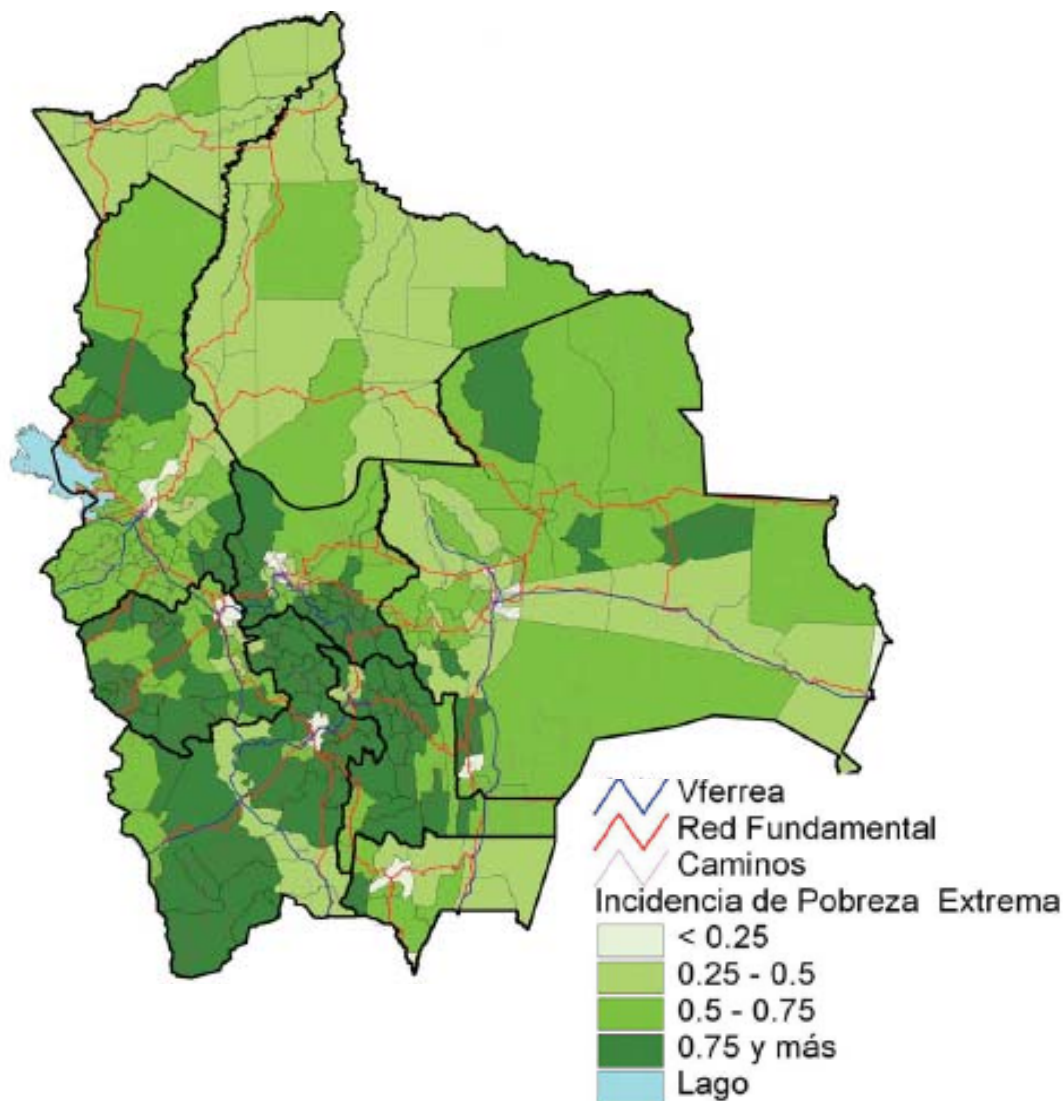 Vferrea
Red Fundamental
Caminos
Incidencia de Pobreza Extrema
< 0.25
0.25 - 0.5
0.5 - 0.75
0.75 y más
Lago